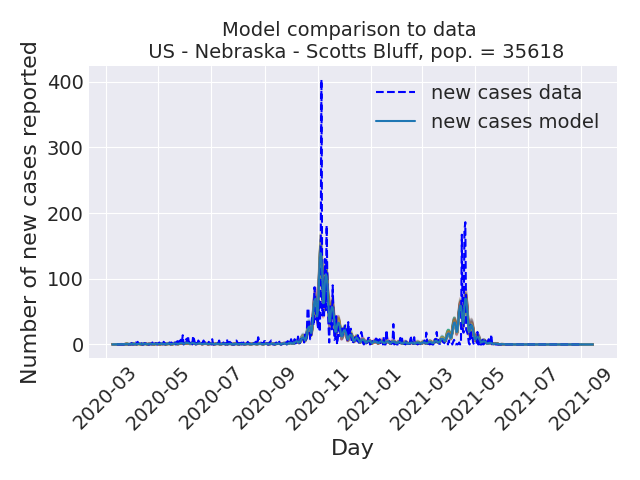 Model comparison to data
US - Nebraska - Scotts Bluff, pop. = 35618
Number of new cases reported
400
300
200
100
0
new cases data
new cases model
2020-03
2020-05
2020-07
2020-09
2020-11
2021-01
2021-03
2021-05
2021-07
2021-09
Day